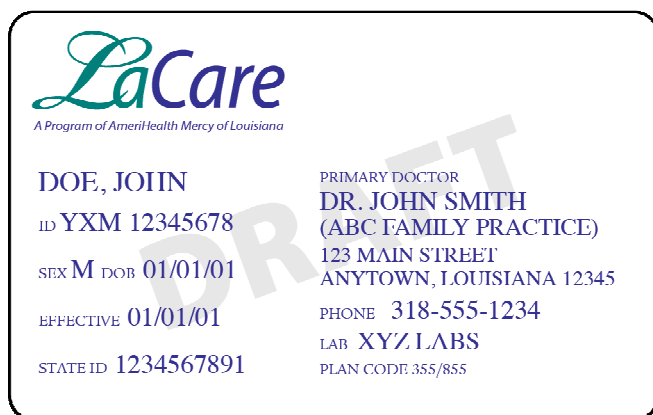 LaCare
A Program of AmeriHealth Mercy of Louisiana
DOE, JOHN
ID YXM 12345678
SEX M DOB 01/01/01
EFFECTIVE 01/01/01
STATE ID 1234567891
PRIMARY DOCTOR
DR. JOHN SMITH
(ABC FAMILY PRACTICE)
123 MAIN STREET
ANYTOWN, LOUISIANA 12345
PHONE 318-555-1234
LAB XYZ LABS
PLAN CODE 355/855
DRAFT